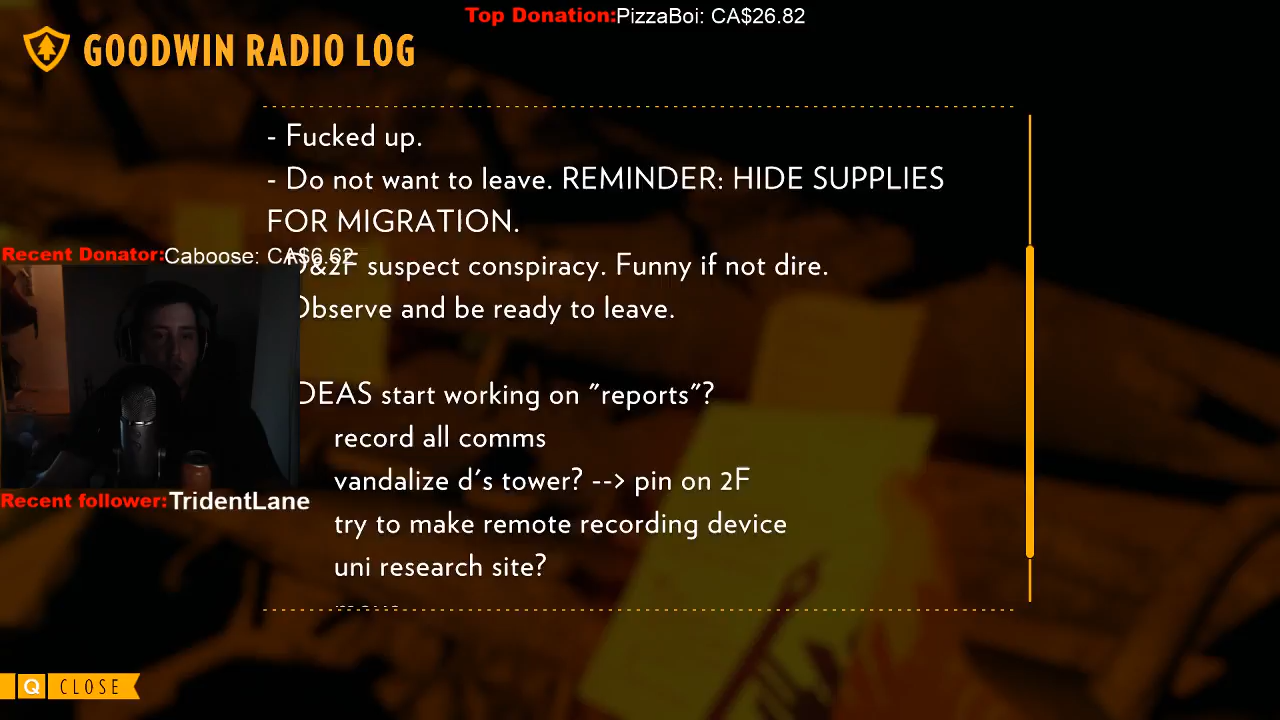 Top Donation:PizzaBoi: CA$26.82
GOODWIN RADIO LOG
- Fucked up.
- Do not want to leave. REMINDER: HIDE SUPPLIES
FOR MIGRATION.
Recent Donator:Caboose: CA$6.62
&2F suspect conspiracy. Funny if not dire.
Observe and be ready to leave.
DEAS start working on "reports"?
record all comms
vandalize d's tower? --> pin on 2F
Recent follower:TridentLane
try to make remote recording device
uni research site?
Q CLOSE